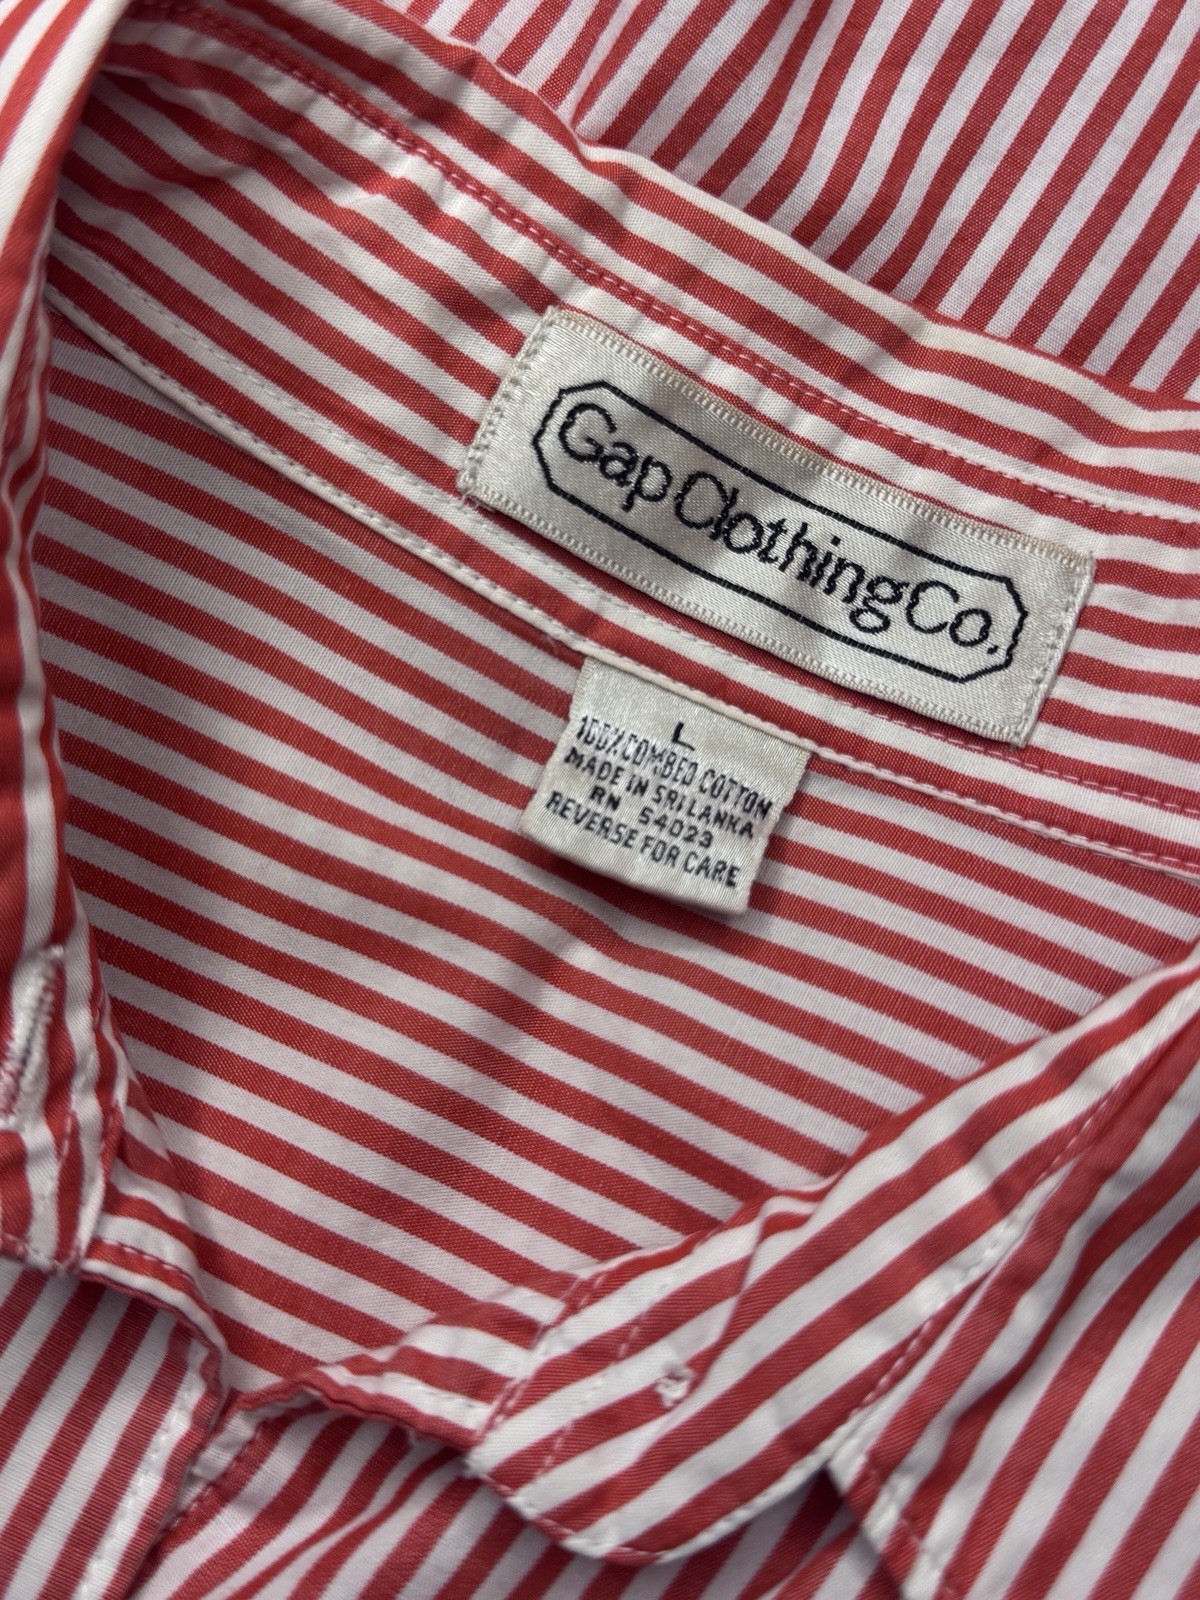 Gap Clothing Co.
L
100% COMBED COTTON
MADE IN SRI LANKA
RN 54023
REVERSE FOR CARE